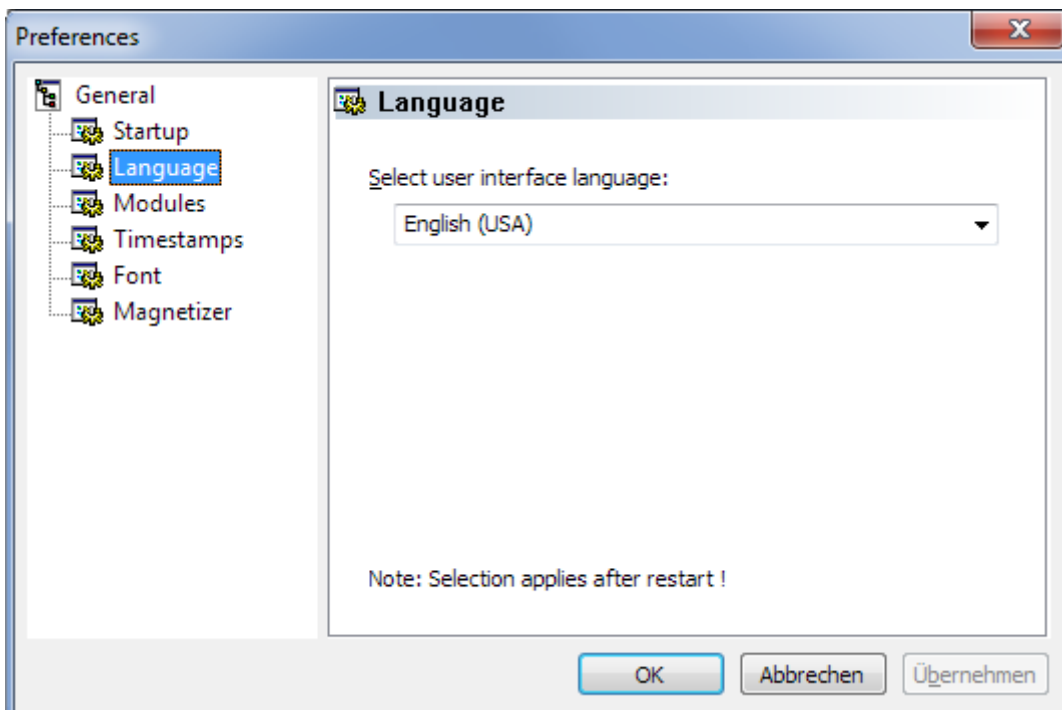 Preferences
General
Startup
Language
Modules
Timestamps
Font
Magnetizer
Language
Select user interface language:
English (USA)
Note: Selection applies after restart !
OK
Abbrechen
Übernehmen